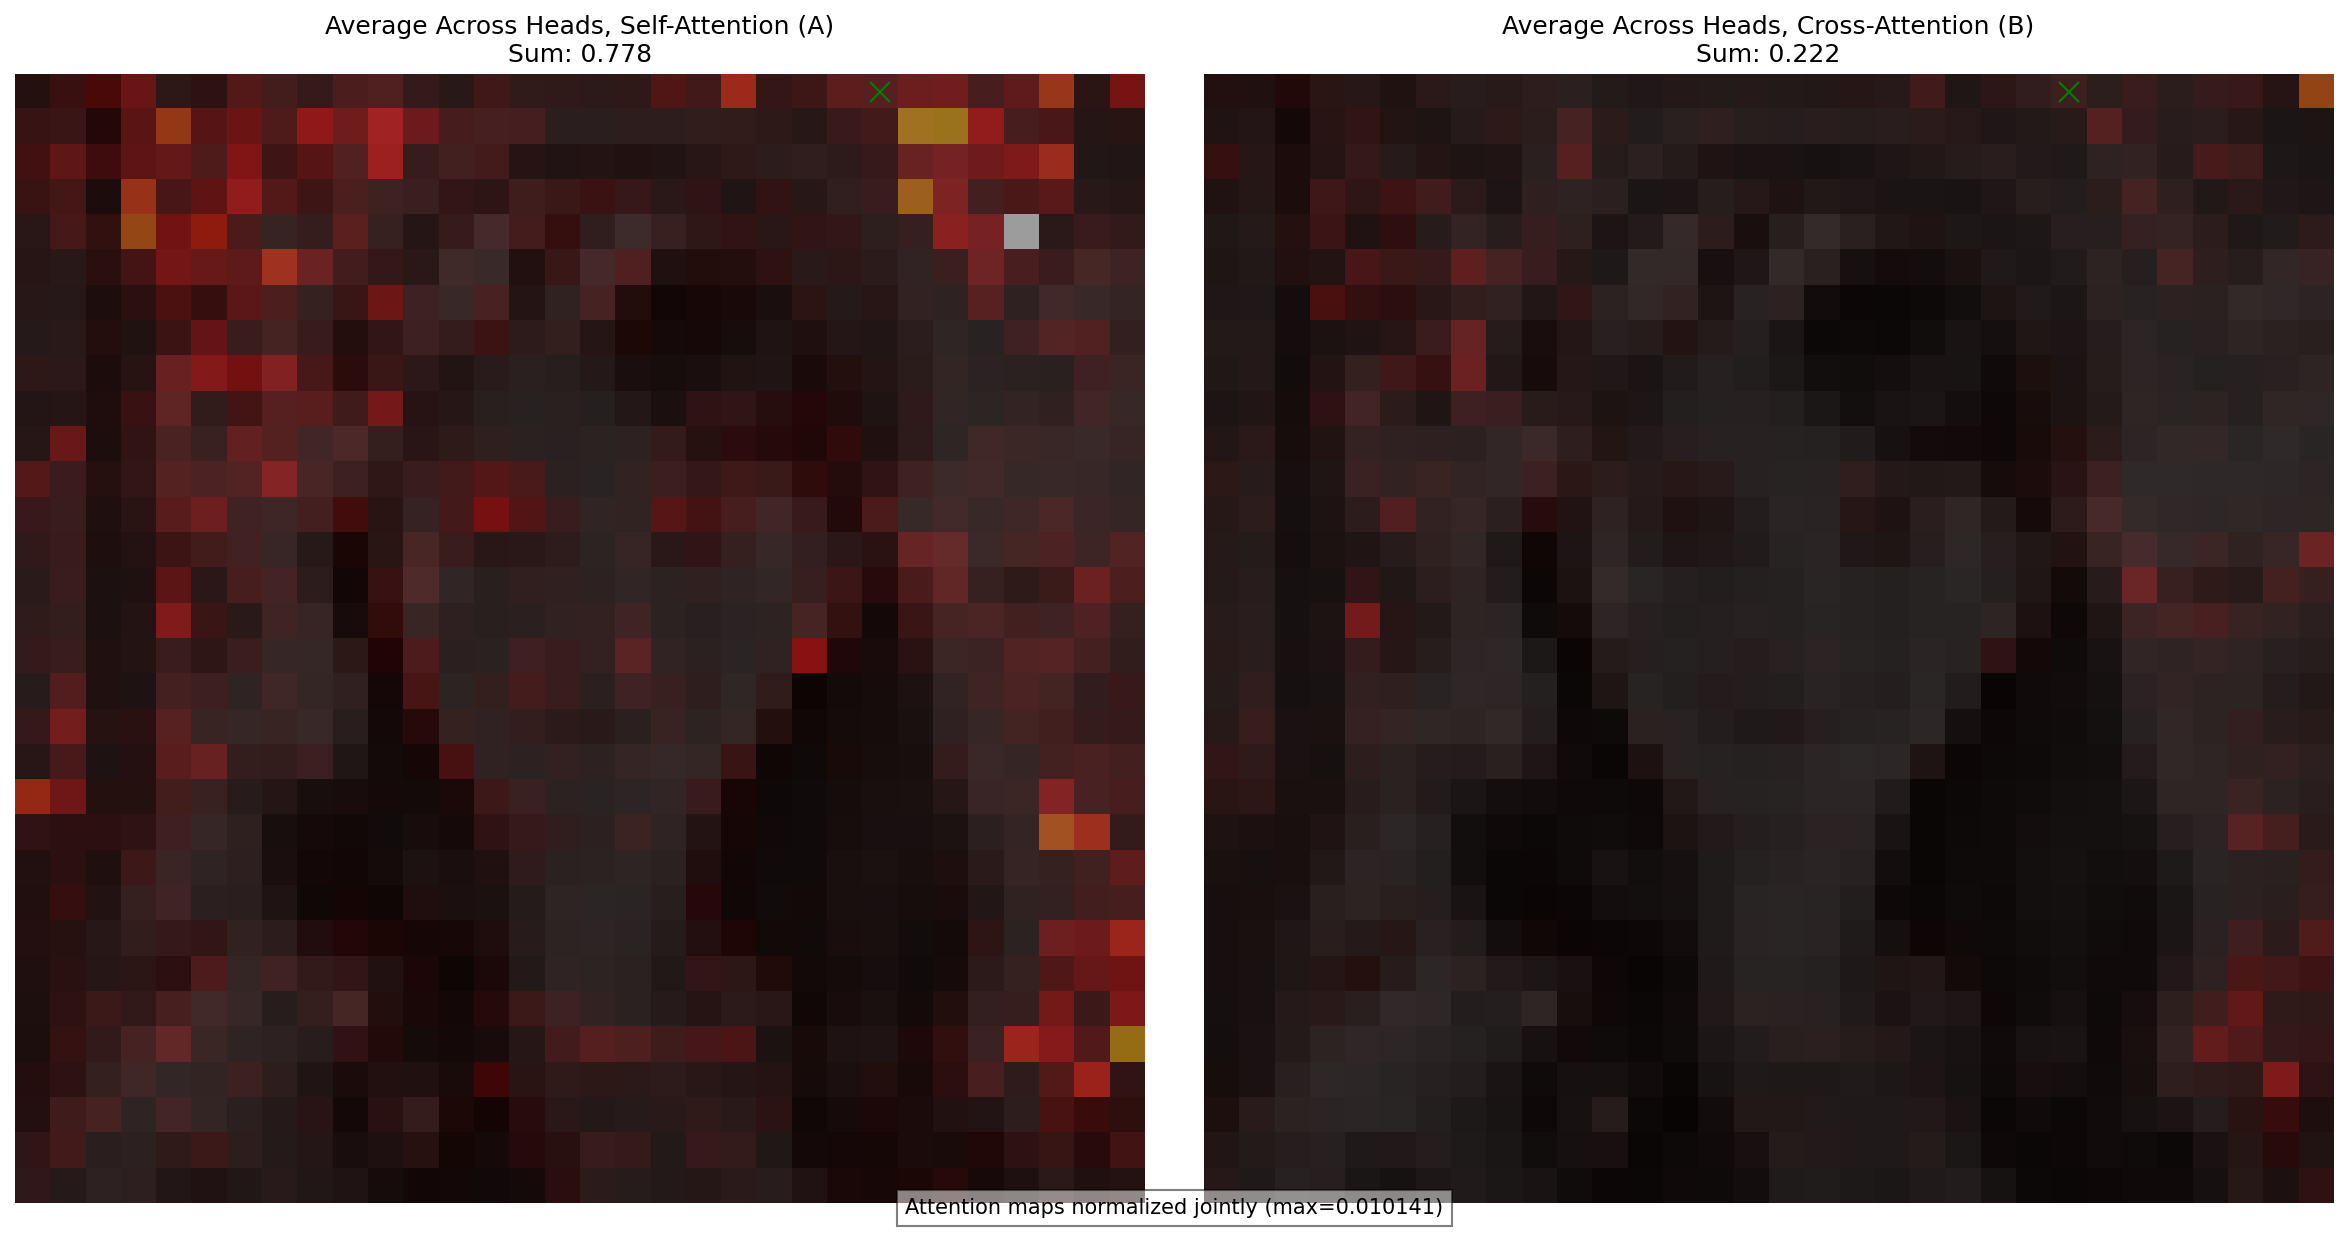 Average Across Heads, Self-Attention (A)
Sum: 0.778
Average Across Heads, Cross-Attention (B)
Sum: 0.222
Attention maps normalized jointly (max=0.010141)